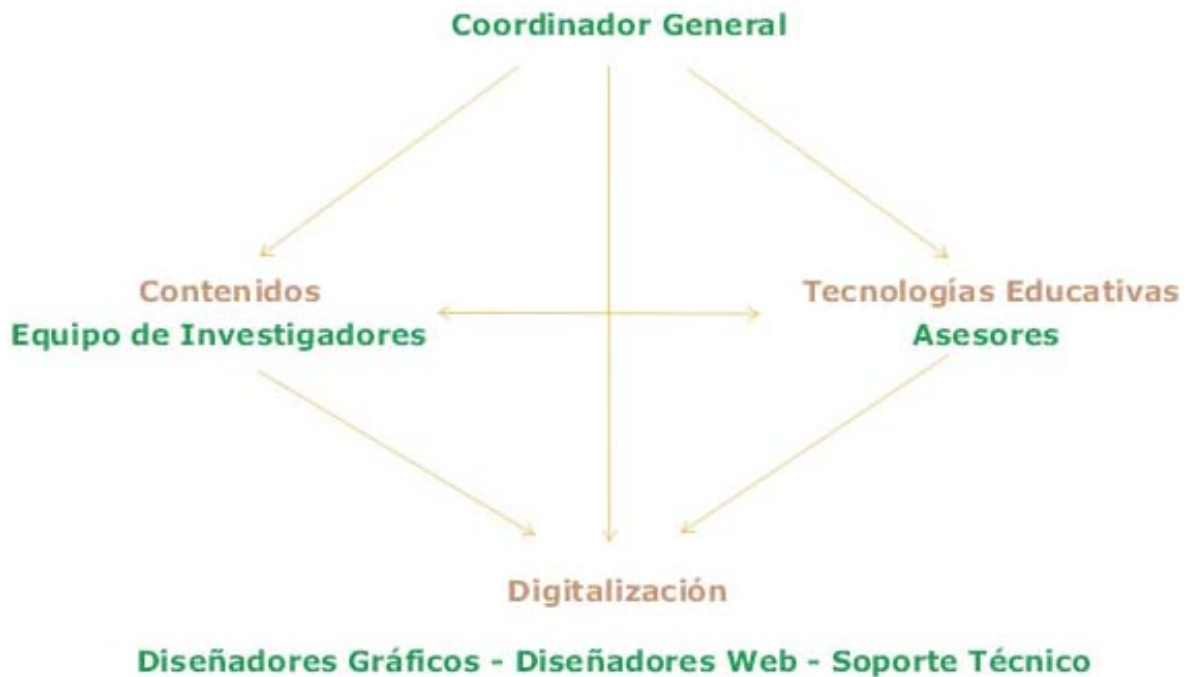 Coordinador General
Contenidos
Equipo de Investigadores
Tecnologías Educativas
Asesores
Digitalización
Diseñadores Gráficos - Diseñadores Web - Soporte Técnico